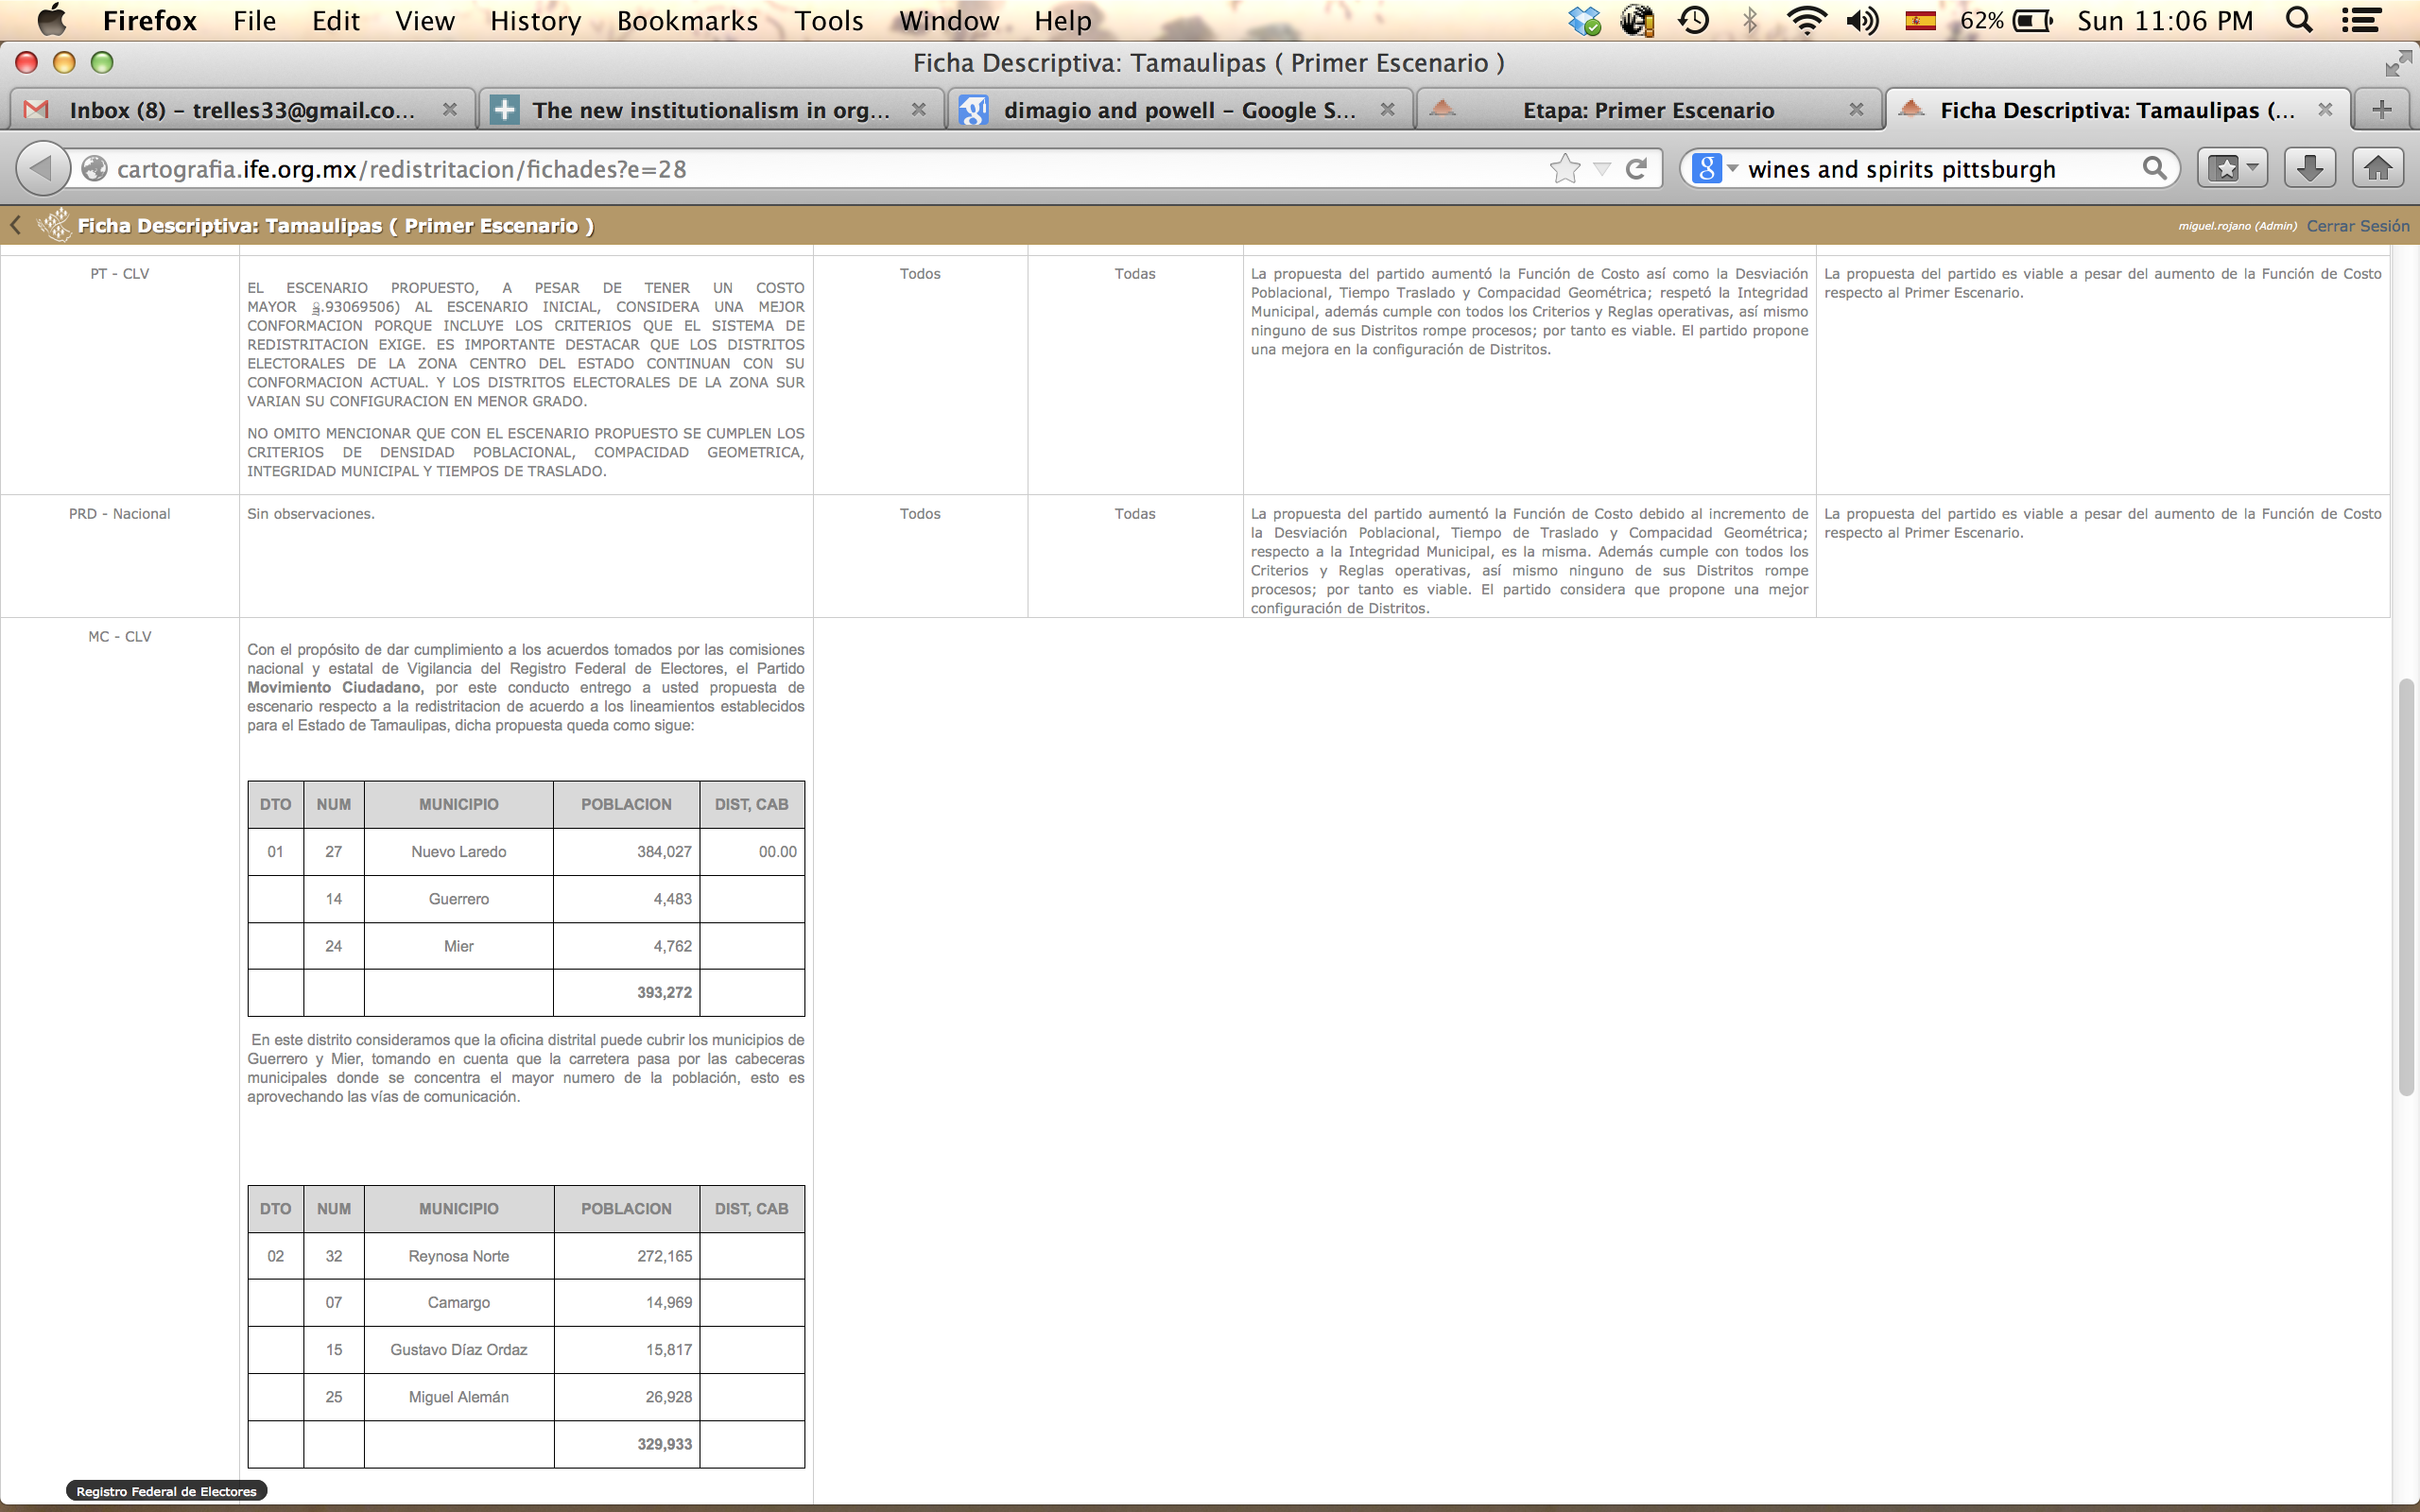 Firefox File Edit View History Bookmarks Tools Window Help 62% Sun 11:06 PM
Ficha Descriptiva: Tamaulipas ( Primer Escenario )
Inbox (8) – trelles33@gmail.co... The new institutionalism in org... dimagio and powell – Google S... Etapa: Primer Escenario Ficha Descriptiva: Tamaulipas (...
cartografia.ife.org.mx/redistritacion/fichades?e=28 wines and spirits pittsburgh
Ficha Descriptiva: Tamaulipas ( Primer Escenario ) miguel.rojano (Admin) Cerrar Sesión
PT - CLV
EL ESCENARIO PROPUESTO, A PESAR DE TENER UN COSTO
MAYOR .93069506) AL ESCENARIO INICIAL, CONSIDERA UNA MEJOR
CONFORMACION PORQUE INCLUYE LOS CRITERIOS QUE EL SISTEMA DE
REDISTRITACION EXIGE. ES IMPORTANTE DESTACAR QUE LOS DISTRITOS
ELECTORALES DE LA ZONA CENTRO DEL ESTADO CONTINUAN CON SU
CONFORMACION ACTUAL. Y LOS DISTRITOS ELECTORALES DE LA ZONA SUR
VARIAN SU CONFIGURACION EN MENOR GRADO.
NO OMITO MENCIONAR QUE CON EL ESCENARIO PROPUESTO SE CUMPLEN LOS
CRITERIOS DE DENSIDAD POBLACIONAL, COMPACIDAD GEOMETRICA,
INTEGRIDAD MUNICIPAL Y TIEMPOS DE TRASLADO.
Todos
Todas
La propuesta del partido aumentó la Función de Costo así como la Desviación
Poblacional, Tiempo Traslado y Compacidad Geométrica; respetó la Integridad
Municipal, además cumple con todos los Criterios y Reglas operativas, así mismo
ninguno de sus Distritos rompe procesos; por tanto es viable. El partido propone
una mejora en la configuración de Distritos.
La propuesta del partido es viable a pesar del aumento de la Función de Costo
respecto al Primer Escenario.
PRD - Nacional
Sin observaciones.
Todos
Todas
La propuesta del partido aumentó la Función de Costo debido al incremento de
la Desviación Poblacional, Tiempo de Traslado y Compacidad Geométrica;
respecto a la Integridad Municipal, es la misma. Además cumple con todos los
Criterios y Reglas operativas, así mismo ninguno de sus Distritos rompe
procesos; por tanto es viable. El partido considera que propone una mejor
configuración de Distritos.
La propuesta del partido es viable a pesar del aumento de la Función de Costo
respecto al Primer Escenario.
MC - CLV
Con el propósito de dar cumplimiento a los acuerdos tomados por las comisiones
nacional y estatal de Vigilancia del Registro Federal de Electores, el Partido
Movimiento Ciudadano, por este conducto entrego a usted propuesta de
escenario respecto a la redistritacion de acuerdo a los lineamientos establecidos
para el Estado de Tamaulipas, dicha propuesta queda como sigue:
DTO NUM MUNICIPIO POBLACION DIST, CAB
01 27 Nuevo Laredo 384,027 00.00
14 Guerrero 4,483
24 Mier 4,762
393,272
En este distrito consideramos que la oficina distrital puede cubrir los municipios de
Guerrero y Mier, tomando en cuenta que la carretera pasa por las cabeceras
municipales donde se concentra el mayor numero de la población, esto es
aprovechando las vías de comunicación.
DTO NUM MUNICIPIO POBLACION DIST, CAB
02 32 Reynosa Norte 272,165
07 Camargo 14,969
15 Gustavo Díaz Ordaz 15,817
25 Miguel Alemán 26,928
329,933
Registro Federal de Electores